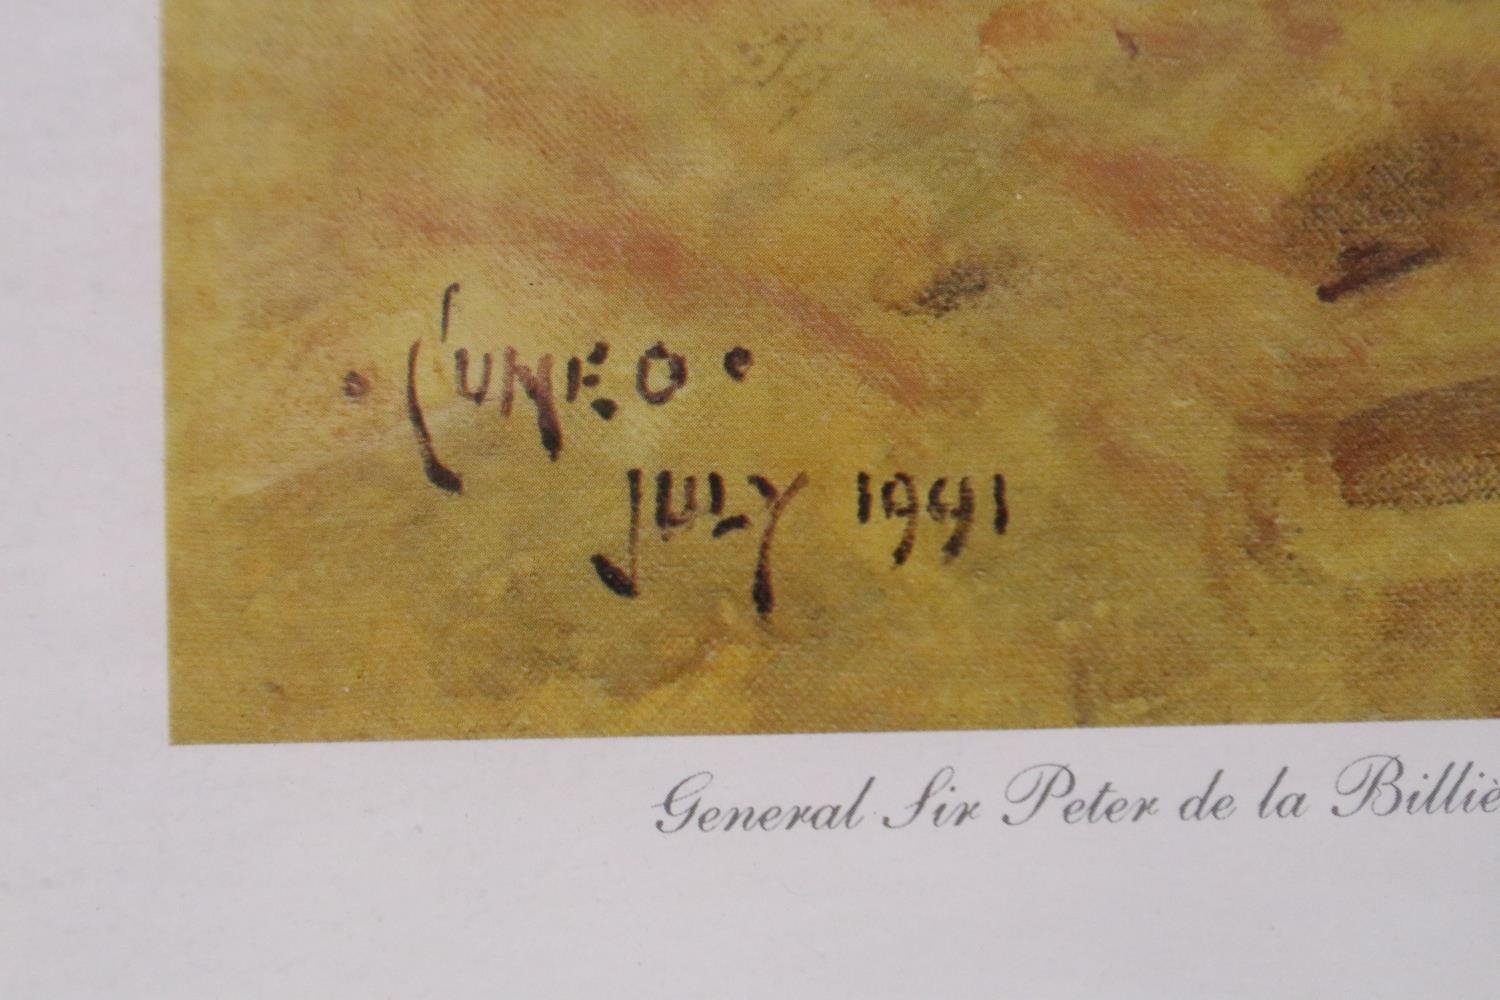 · CUNEO ·
JULY 1991
General Sir Peter de la Billiè